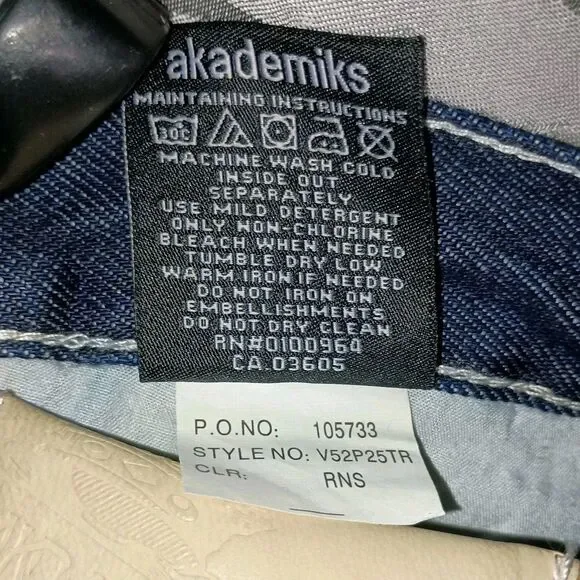 akademiks
MAINTAINING INSTRUCTIONS
30C
MACHINE WASH COLD
INSIDE OUT
SEPARATELY
USE MILD DETERGENT
ONLY NON-CHLORINE
BLEACH WHEN NEEDED
TUMBLE DRY LOW
WARM IRON IF NEEDED
DO NOT IRON ON
EMBELLISHMENTS
DO NOT DRY CLEAN
RN#0100964
CA 03605
P.O.NO: 105733
STYLE NO: V52P25TR
CLR: RNS